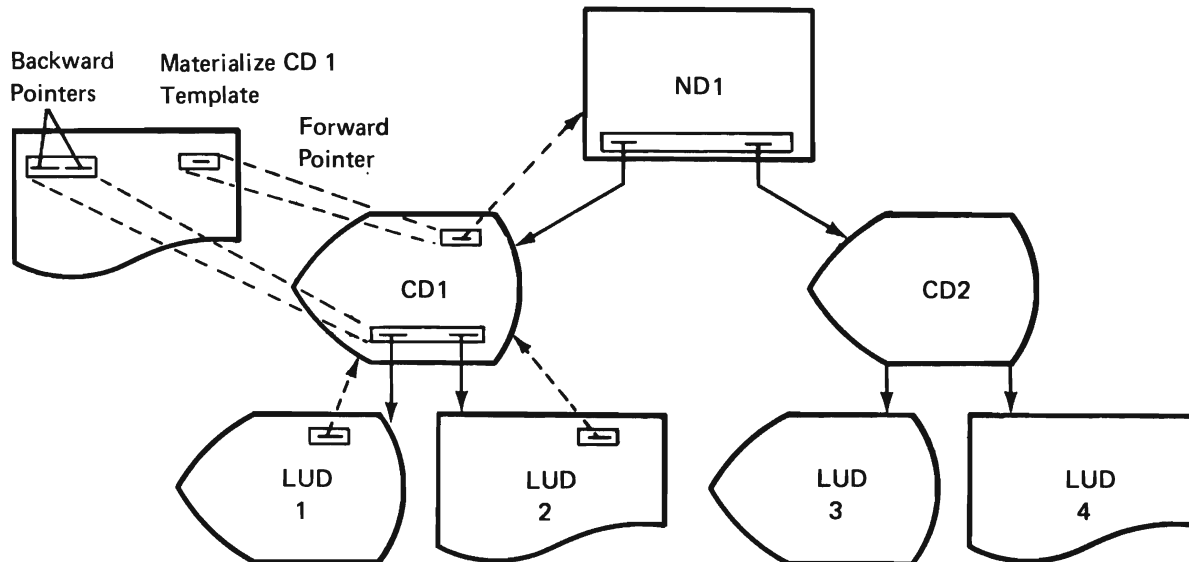 Backward
Pointers
Materialize CD 1
Template
Forward
Pointer
ND1
CD1
CD2
LUD
1
LUD
2
LUD
3
LUD
4